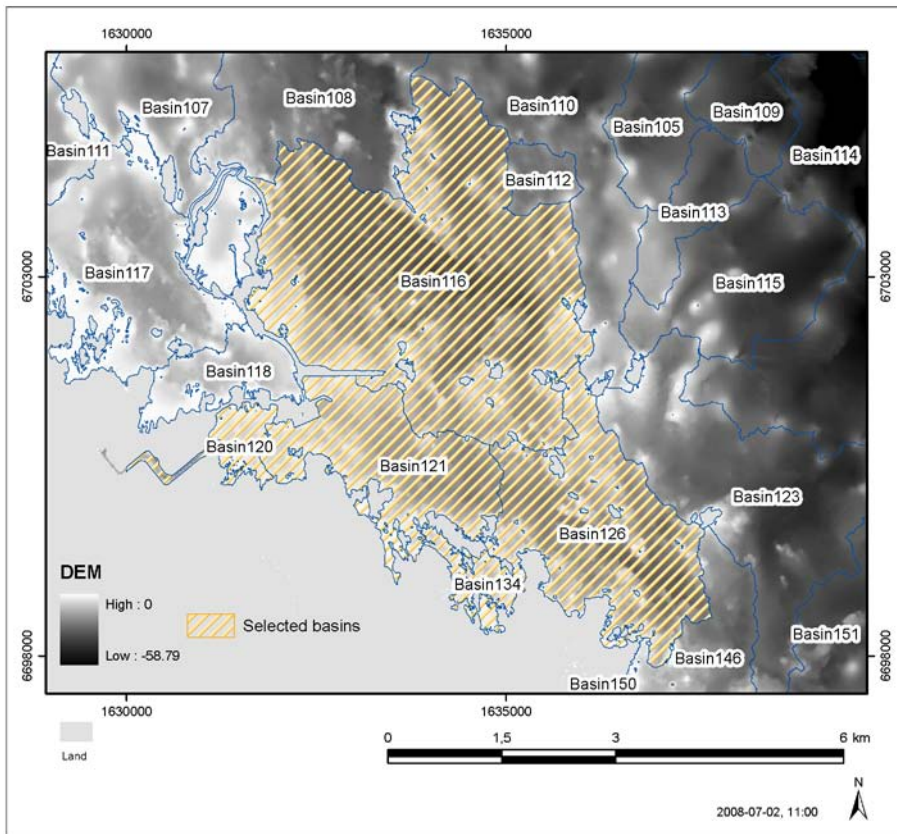 1630000
1635000
Basin107
Basin108
Basin110
Basin105
Basin109
Basin111
Basin114
Basin112
Basin113
6703000
Basin117
Basin116
Basin115
6703000
Basin118
Basin120
Basin121
Basin123
Basin126
DEM
High : 0
Low : -58.79
Selected basins
Basin134
Basin151
6698000
Basin146
6698000
Basin150
1630000
1635000
Land
0
1,5
3
6 km
N
2008-07-02, 11:00